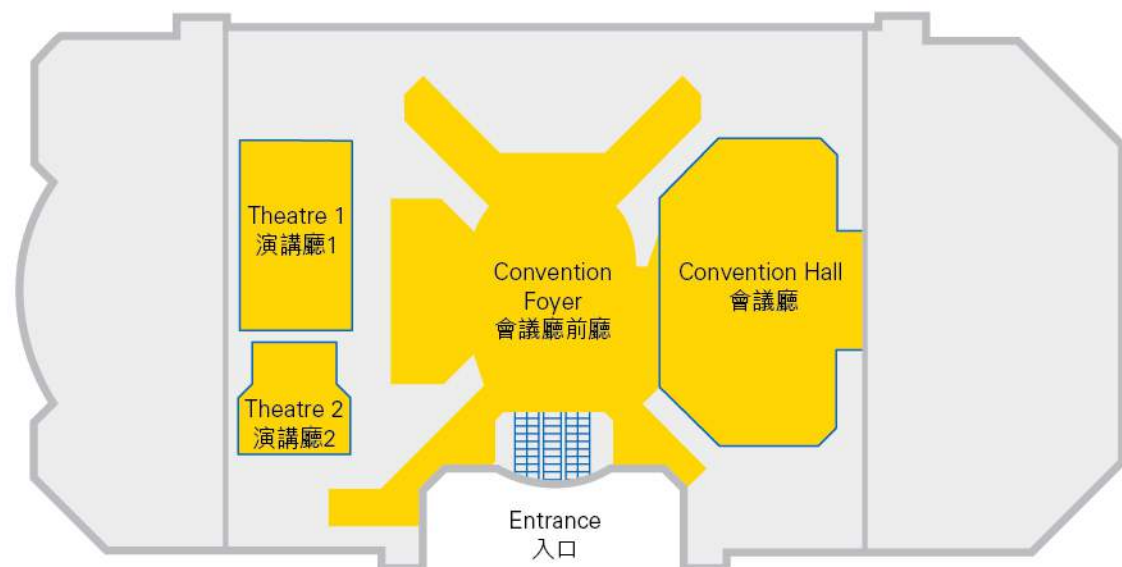 Theatre 1
演講廳1
Theatre 2
演講廳2
Convention
Foyer
會議廳前廳
Convention Hall
會議廳
Entrance
入口